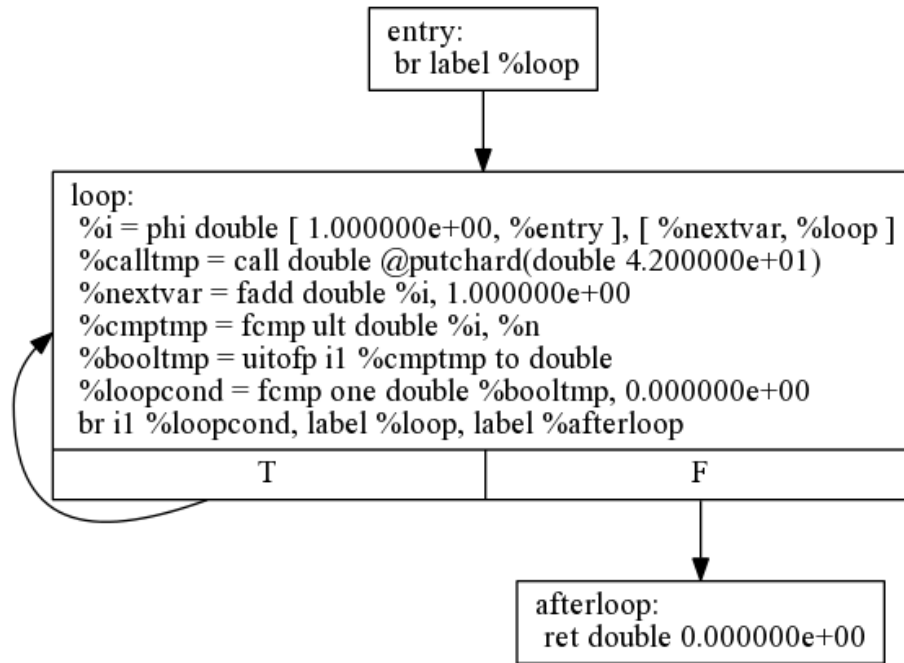 entry:
br label %loop
loop:
%i = phi double [ 1.000000e+00, %entry ], [ %nextvar, %loop ]
%calltmp = call double @putchard(double 4.200000e+01)
%nextvar = fadd double %i, 1.000000e+00
%cmptmp = fcmp ult double %i, %n
%booltmp = uitofp i1 %cmptmp to double
%loopcond = fcmp one double %booltmp, 0.000000e+00
br i1 %loopcond, label %loop, label %afterloop
T F
afterloop:
ret double 0.000000e+00